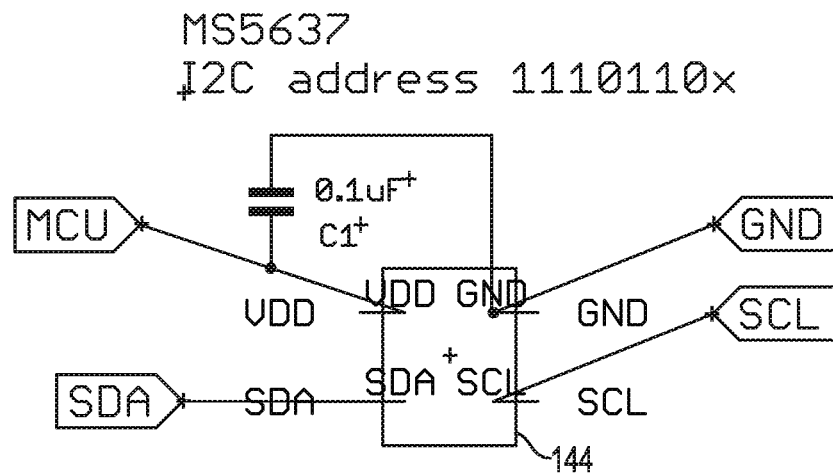 MS5637
I2C address 1110110x
0.1uF
C1
MCU
GND
VDD VDD GND GND
SCL
SDA SDA SDA SCL SCL
144